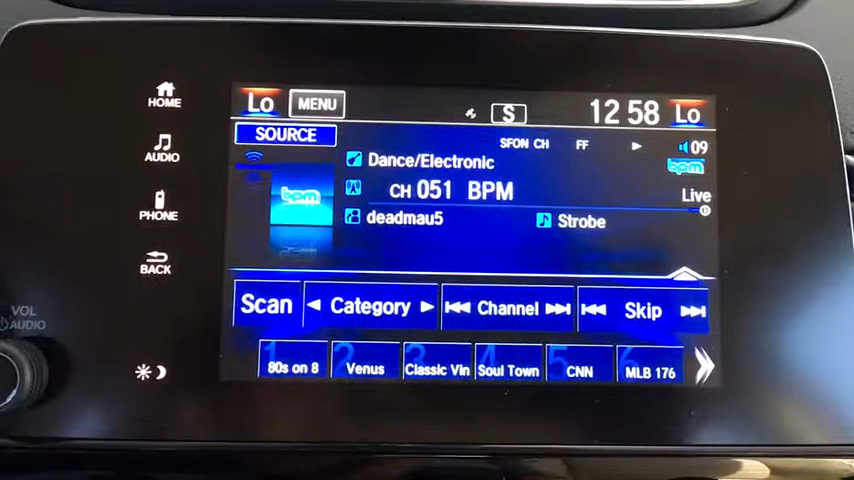 HOME
AUDIO
PHONE
BACK
VOL
AUDIO
Lo MENU S 12 58 Lo
SOURCE SFON CH FF 09
Dance/Electronic bpm
bpm CH 051 BPM Live
deadmau5 Strobe
Scan Category Channel Skip
1 2 3 4 5 6
80s on 8 Venus Classic Vin Soul Town CNN MLB 176